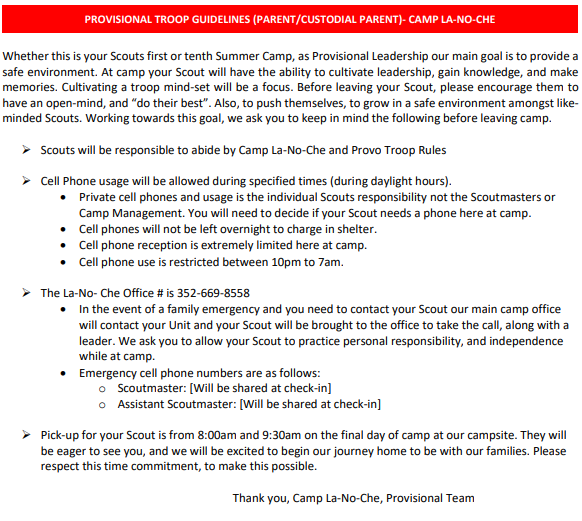 PROVISIONAL TROOP GUIDELINES (PARENT/CUSTODIAL PARENT)- CAMP LA-NO-CHE
Whether this is your Scouts first or tenth Summer Camp, as Provisional Leadership our main goal is to provide a
safe environment. At camp your Scout will have the ability to cultivate leadership, gain knowledge, and make
memories. Cultivating a troop mind-set will be a focus. Before leaving your Scout, please encourage them to
have an open-mind, and “do their best”. Also, to push themselves, to grow in a safe environment amongst like-
minded Scouts. Working towards this goal, we ask you to keep in mind the following before leaving camp.
➢ Scouts will be responsible to abide by Camp La-No-Che and Provo Troop Rules
➢ Cell Phone usage will be allowed during specified times (during daylight hours).
• Private cell phones and usage is the individual Scouts responsibility not the Scoutmasters or
Camp Management. You will need to decide if your Scout needs a phone here at camp.
• Cell phones will not be left overnight to charge in shelter.
• Cell phone reception is extremely limited here at camp.
• Cell phone use is restricted between 10pm to 7am.
➢ The La-No- Che Office # is 352-669-8558
• In the event of a family emergency and you need to contact your Scout our main camp office
will contact your Unit and your Scout will be brought to the office to take the call, along with a
leader. We ask you to allow your Scout to practice personal responsibility, and independence
while at camp.
• Emergency cell phone numbers are as follows:
o Scoutmaster: [Will be shared at check-in]
o Assistant Scoutmaster: [Will be shared at check-in]
➢ Pick-up for your Scout is from 8:00am and 9:30am on the final day of camp at our campsite. They will
be eager to see you, and we will be excited to begin our journey home to be with our families. Please
respect this time commitment, to make this possible.
Thank you, Camp La-No-Che, Provisional Team